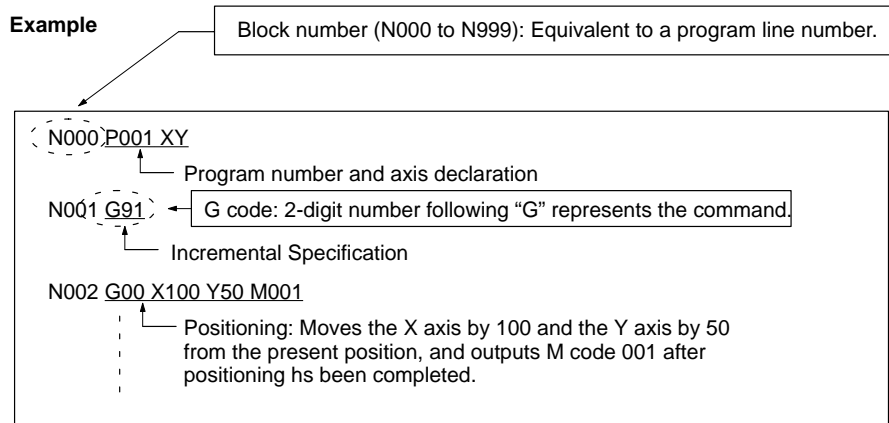 Example
Block number (N000 to N999): Equivalent to a program line number.
N000 P001 XY
Program number and axis declaration
N001 G91
G code: 2-digit number following “G” represents the command.
Incremental Specification
N002 G00 X100 Y50 M001
Positioning: Moves the X axis by 100 and the Y axis by 50
from the present position, and outputs M code 001 after
positioning hs been completed.